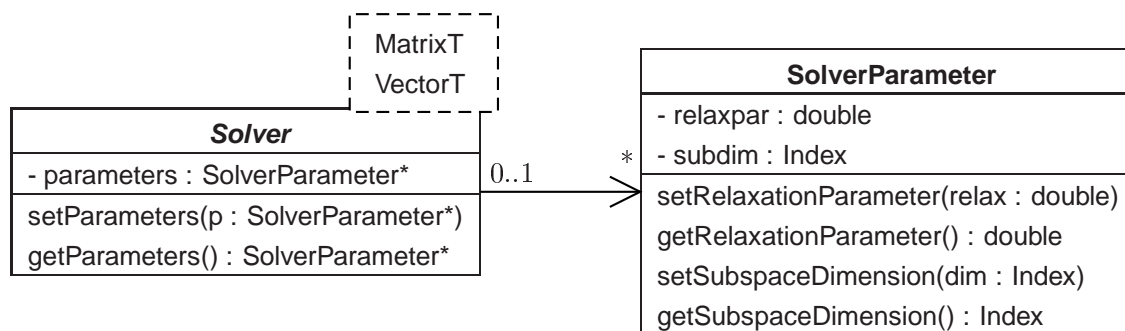 MatrixT
VectorT
Solver
- parameters : SolverParameter*
setParameters(p : SolverParameter*)
getParameters() : SolverParameter*
0..1
*
SolverParameter
- relaxpar : double
- subdim : Index
setRelaxationParameter(relax : double)
getRelaxationParameter() : double
setSubspaceDimension(dim : Index)
getSubspaceDimension() : Index